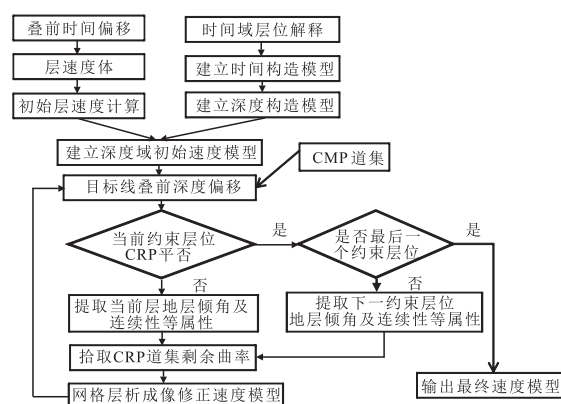 叠前时间偏移
时间域层位解释
层速度体
建立时间构造模型
初始层速度计算
建立深度构造模型
建立深度域初始速度模型
CMP道集
目标线叠前深度偏移
当前约束层位
CRP平否
是
是否最后一
个约束层位
是
否
否
提取当前层地层倾角及
连续性等属性
提取下一约束层位
地层倾角及连续性等属性
拾取CRP道集剩余曲率
网格层析成像修正速度模型
输出最终速度模型